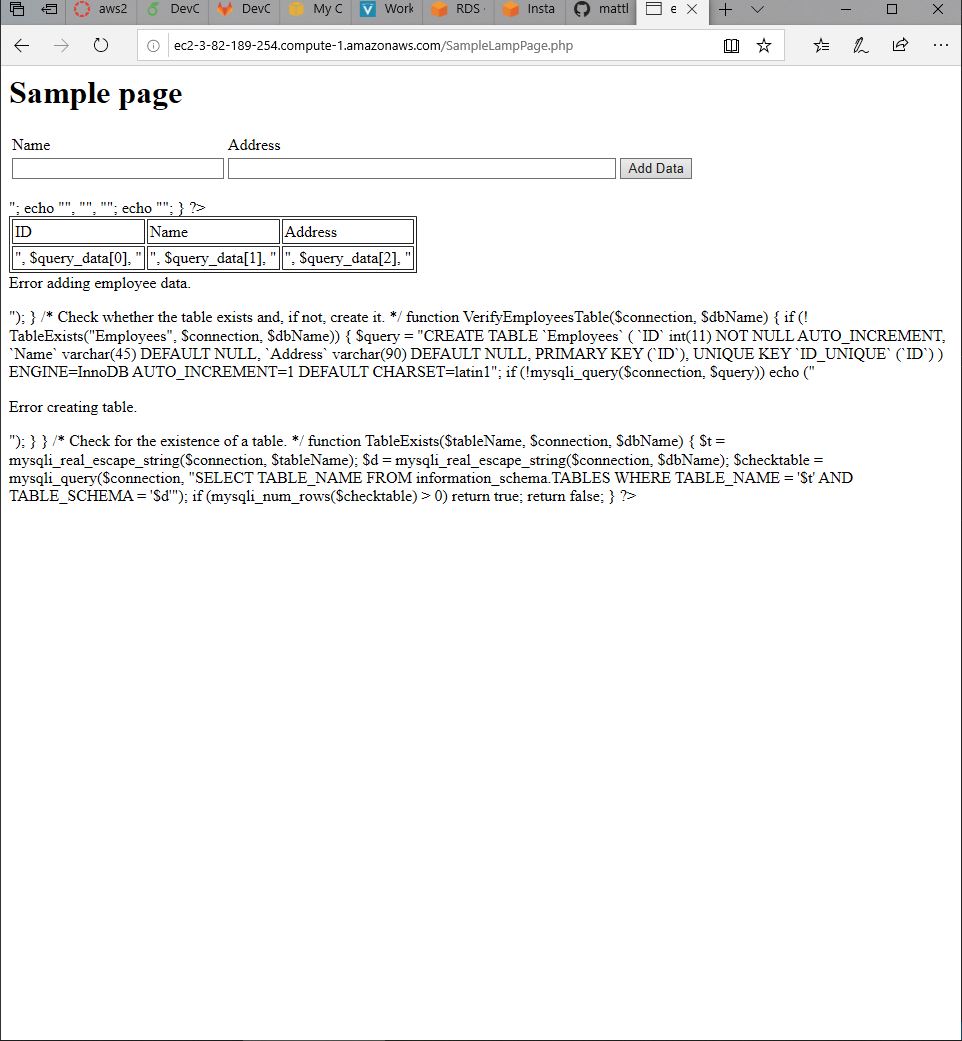 aws2
DevC
DevC
My C
Work
RDS
Insta
mattl
e
ec2-3-82-189-254.compute-1.amazonaws.com/SampleLampPage.php
Sample page
Name Address
Add Data
"; echo "", "", ""; echo ""; } ?>
ID Name Address
", $query_data[0], " ", $query_data[1], " ", $query_data[2], "
Error adding employee data.
"); } /* Check whether the table exists and, if not, create it. */ function VerifyEmployeesTable($connection, $dbName) { if (!
TableExists("Employees", $connection, $dbName)) { $query = "CREATE TABLE `Employees` ( `ID` int(11) NOT NULL AUTO_INCREMENT,
`Name` varchar(45) DEFAULT NULL, `Address` varchar(90) DEFAULT NULL, PRIMARY KEY (`ID`), UNIQUE KEY `ID_UNIQUE` (`ID`) )
ENGINE=InnoDB AUTO_INCREMENT=1 DEFAULT CHARSET=latin1"; if (!mysqli_query($connection, $query)) echo ("
Error creating table.
"); } } /* Check for the existence of a table. */ function TableExists($tableName, $connection, $dbName) { $t =
mysqli_real_escape_string($connection, $tableName); $d = mysqli_real_escape_string($connection, $dbName); $checktable =
mysqli_query($connection, "SELECT TABLE_NAME FROM information_schema.TABLES WHERE TABLE_NAME = '$t' AND
TABLE_SCHEMA = '$d'"); if (mysqli_num_rows($checktable) > 0) return true; return false; } ?>